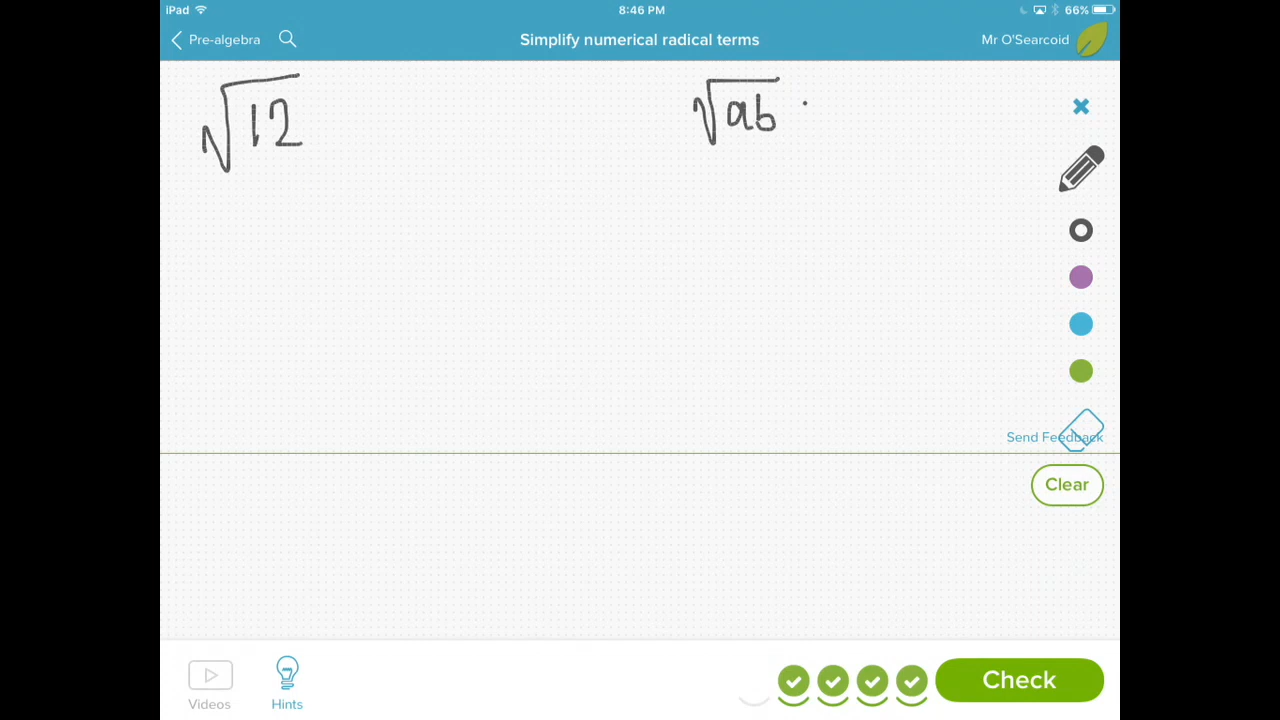 iPad 8:46 PM 66%
Pre-algebra Simplify numerical radical terms Mr O'Searcoid
√12 √ab
Send Feedback
Clear
Videos Hints Check